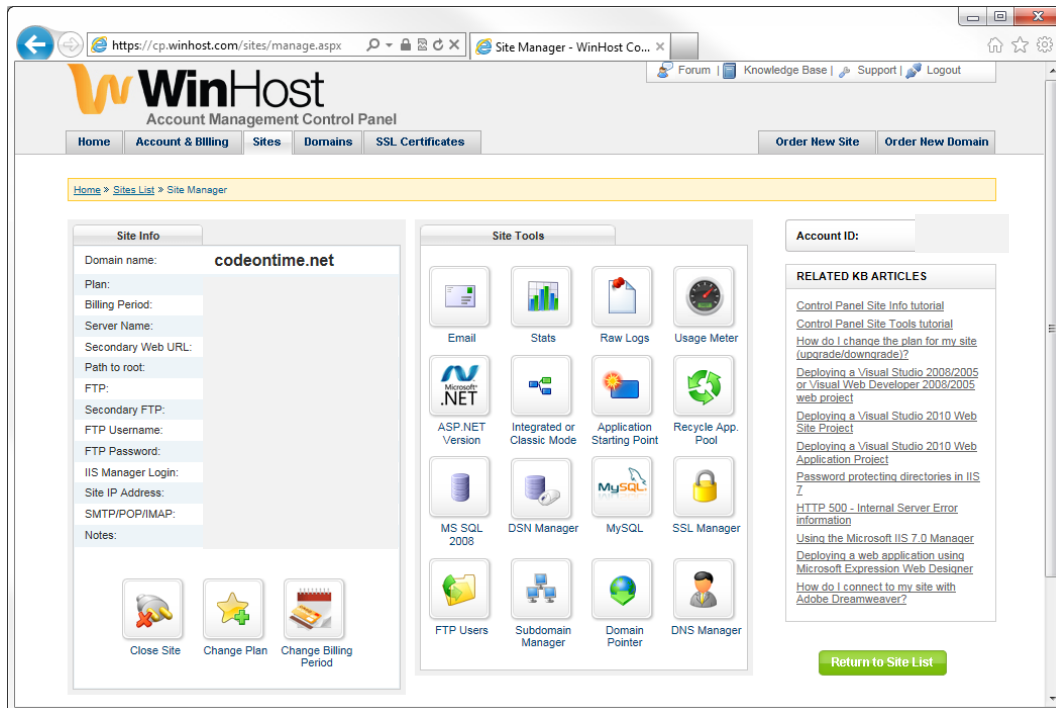 https://cp.winhost.com/sites/manage.aspx
Site Manager - WinHost Co...
Forum | Knowledge Base | Support | Logout
WinHost
Account Management Control Panel
Home Account & Billing Sites Domains SSL Certificates Order New Site Order New Domain
Home » Sites List » Site Manager
Site Info
Domain name: codeontime.net
Plan:
Billing Period:
Server Name:
Secondary Web URL:
Path to root:
FTP:
Secondary FTP:
FTP Username:
FTP Password:
IIS Manager Login:
Site IP Address:
SMTP/POP/IMAP:
Notes:
Close Site
Change Plan
Change Billing
Period
Site Tools
Email
Stats
Raw Logs
Usage Meter
Microsoft
.NET
ASP.NET
Version
Integrated or
Classic Mode
Application
Starting Point
Recycle App.
Pool
MS SQL
2008
DSN Manager
MySQL
MySQL
SSL Manager
FTP Users
Subdomain
Manager
Domain
Pointer
DNS Manager
Account ID:
RELATED KB ARTICLES
Control Panel Site Info tutorial
Control Panel Site Tools tutorial
How do I change the plan for my site
(upgrade/downgrade)?
Deploying a Visual Studio 2008/2005
or Visual Web Developer 2008/2005
web project
Deploying a Visual Studio 2010 Web
Site Project
Deploying a Visual Studio 2010 Web
Application Project
Password protecting directories in IIS
7
HTTP 500 - Internal Server Error
information
Using the Microsoft IIS 7.0 Manager
Deploying a web application using
Microsoft Expression Web Designer
How do I connect to my site with
Adobe Dreamweaver?
Return to Site List